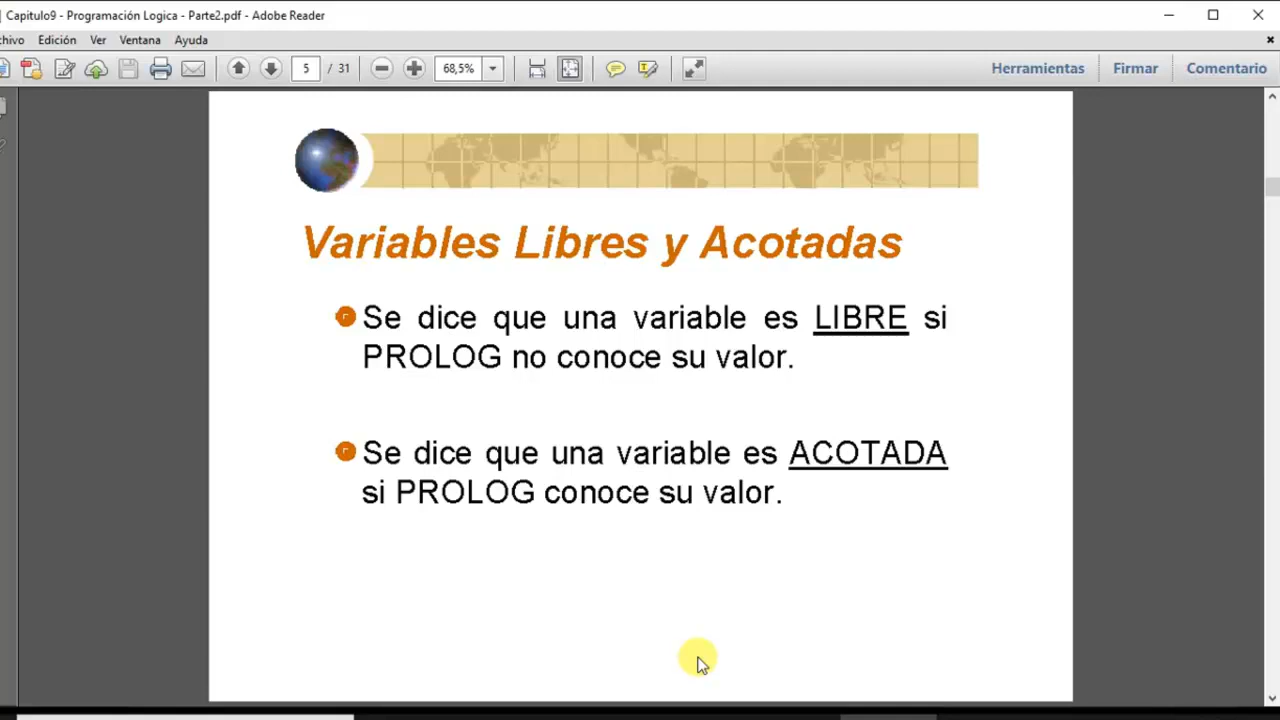 Capitulo9 - Programación Logica - Parte2.pdf - Adobe Reader
chivo Edición Ver Ventana Ayuda
5 / 31 68,5% Herramientas Firmar Comentario
Variables Libres y Acotadas
Se dice que una variable es LIBRE si
PROLOG no conoce su valor.
Se dice que una variable es ACOTADA
si PROLOG conoce su valor.